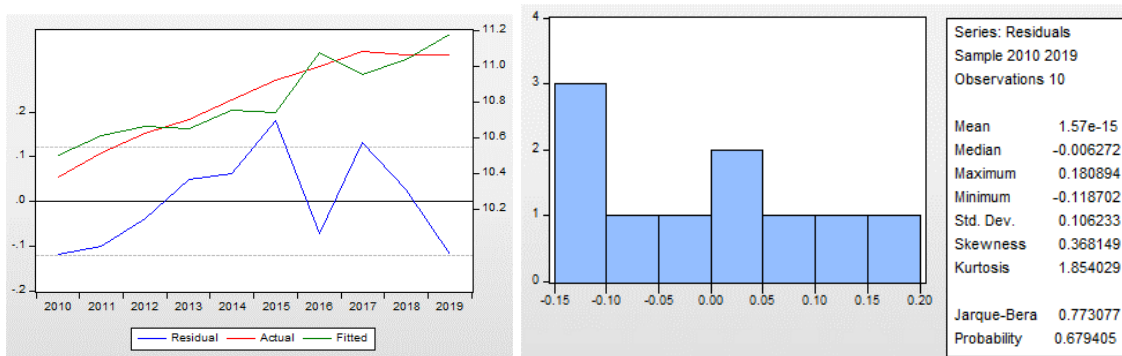 11.2
11.0
10.8
10.6
10.4
10.2
.2
.1
.0
-.1
-.2
2010 2011 2012 2013 2014 2015 2016 2017 2018 2019
Residual Actual Fitted
4
3
2
1
0
-0.15 -0.10 -0.05 0.00 0.05 0.10 0.15 0.20
Series: Residuals
Sample 2010 2019
Observations 10
Mean 1.57e-15
Median -0.006272
Maximum 0.180894
Minimum -0.118702
Std. Dev. 0.106233
Skewness 0.368149
Kurtosis 1.854029
Jarque-Bera 0.773077
Probability 0.679405